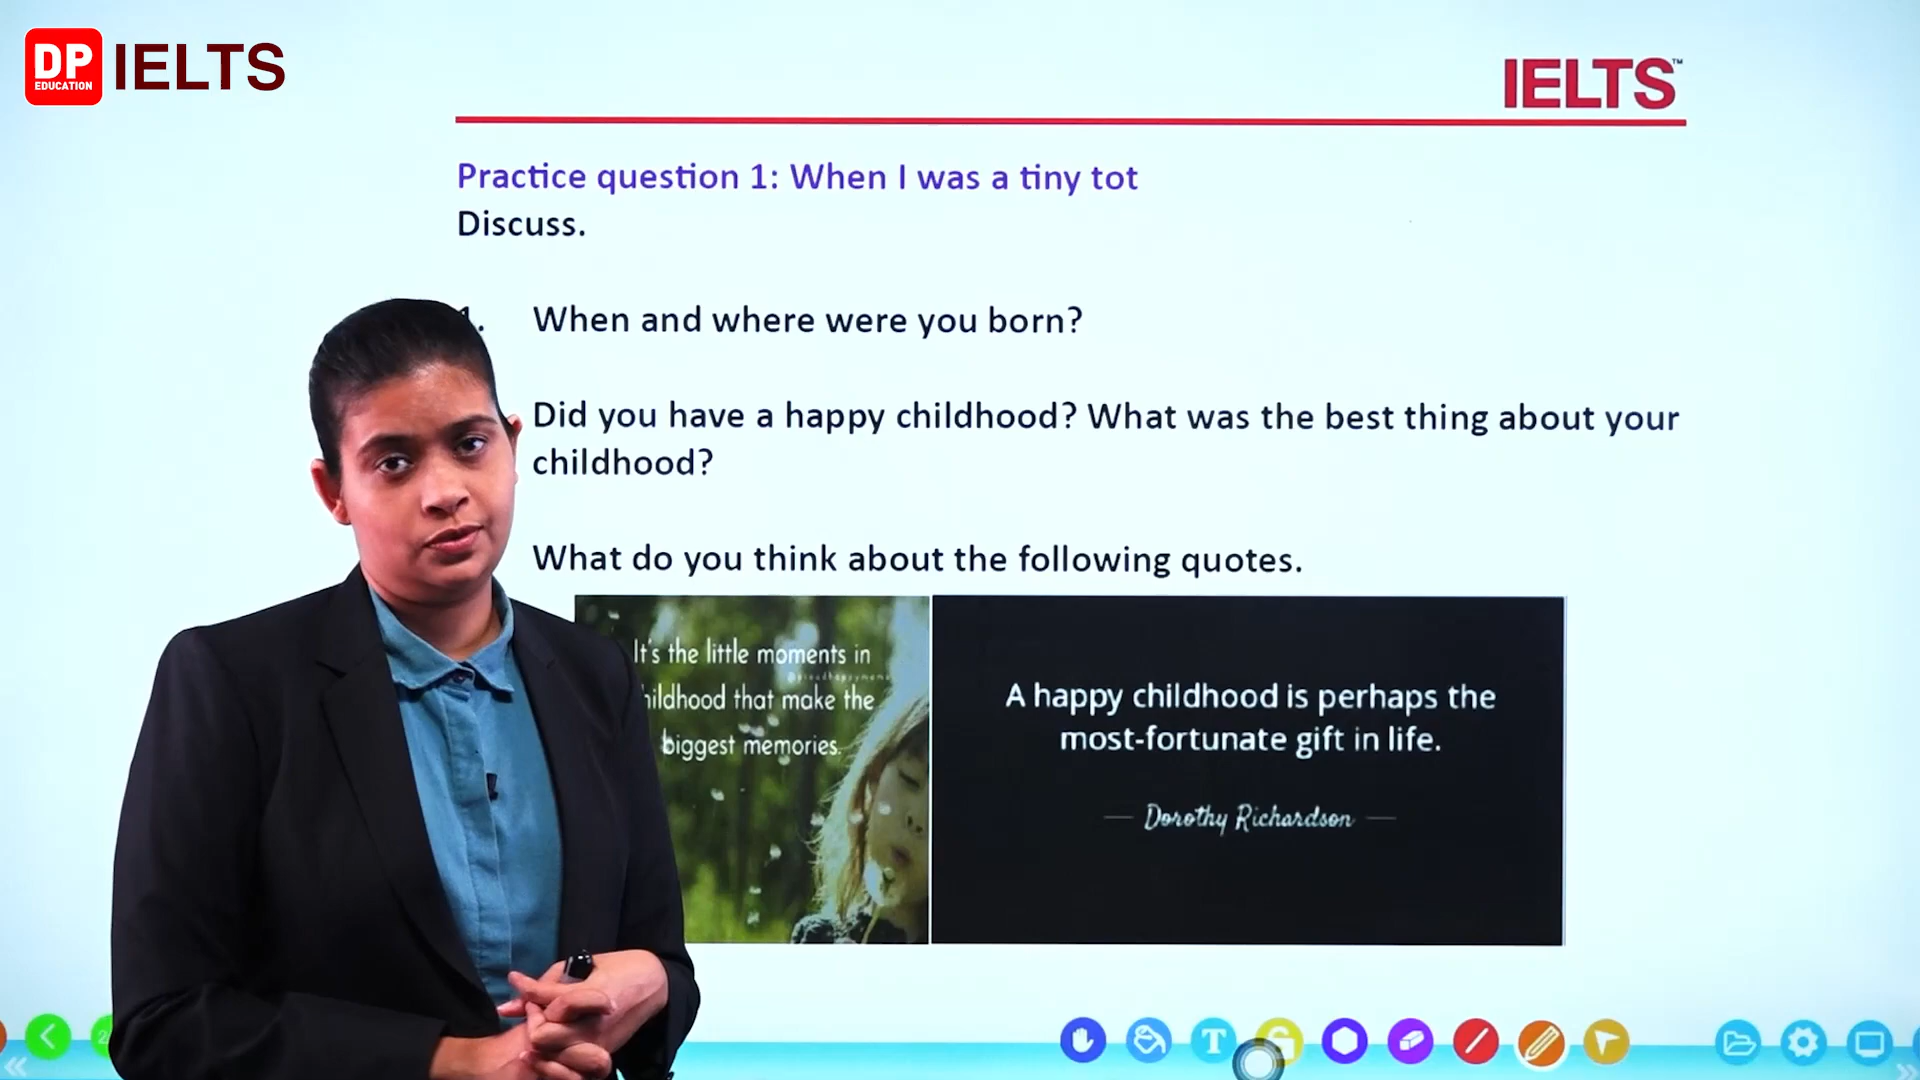 DP
EDUCATION
IELTS
IELTS™
Practice question 1: When I was a tiny tot
Discuss.
When and where were you born?
Did you have a happy childhood? What was the best thing about your
childhood?
What do you think about the following quotes.
It's the little moments in
@proudhappymama
hildhood that make the
biggest memories.
A happy childhood is perhaps the
most-fortunate gift in life.
— Dorothy Richardson —
T